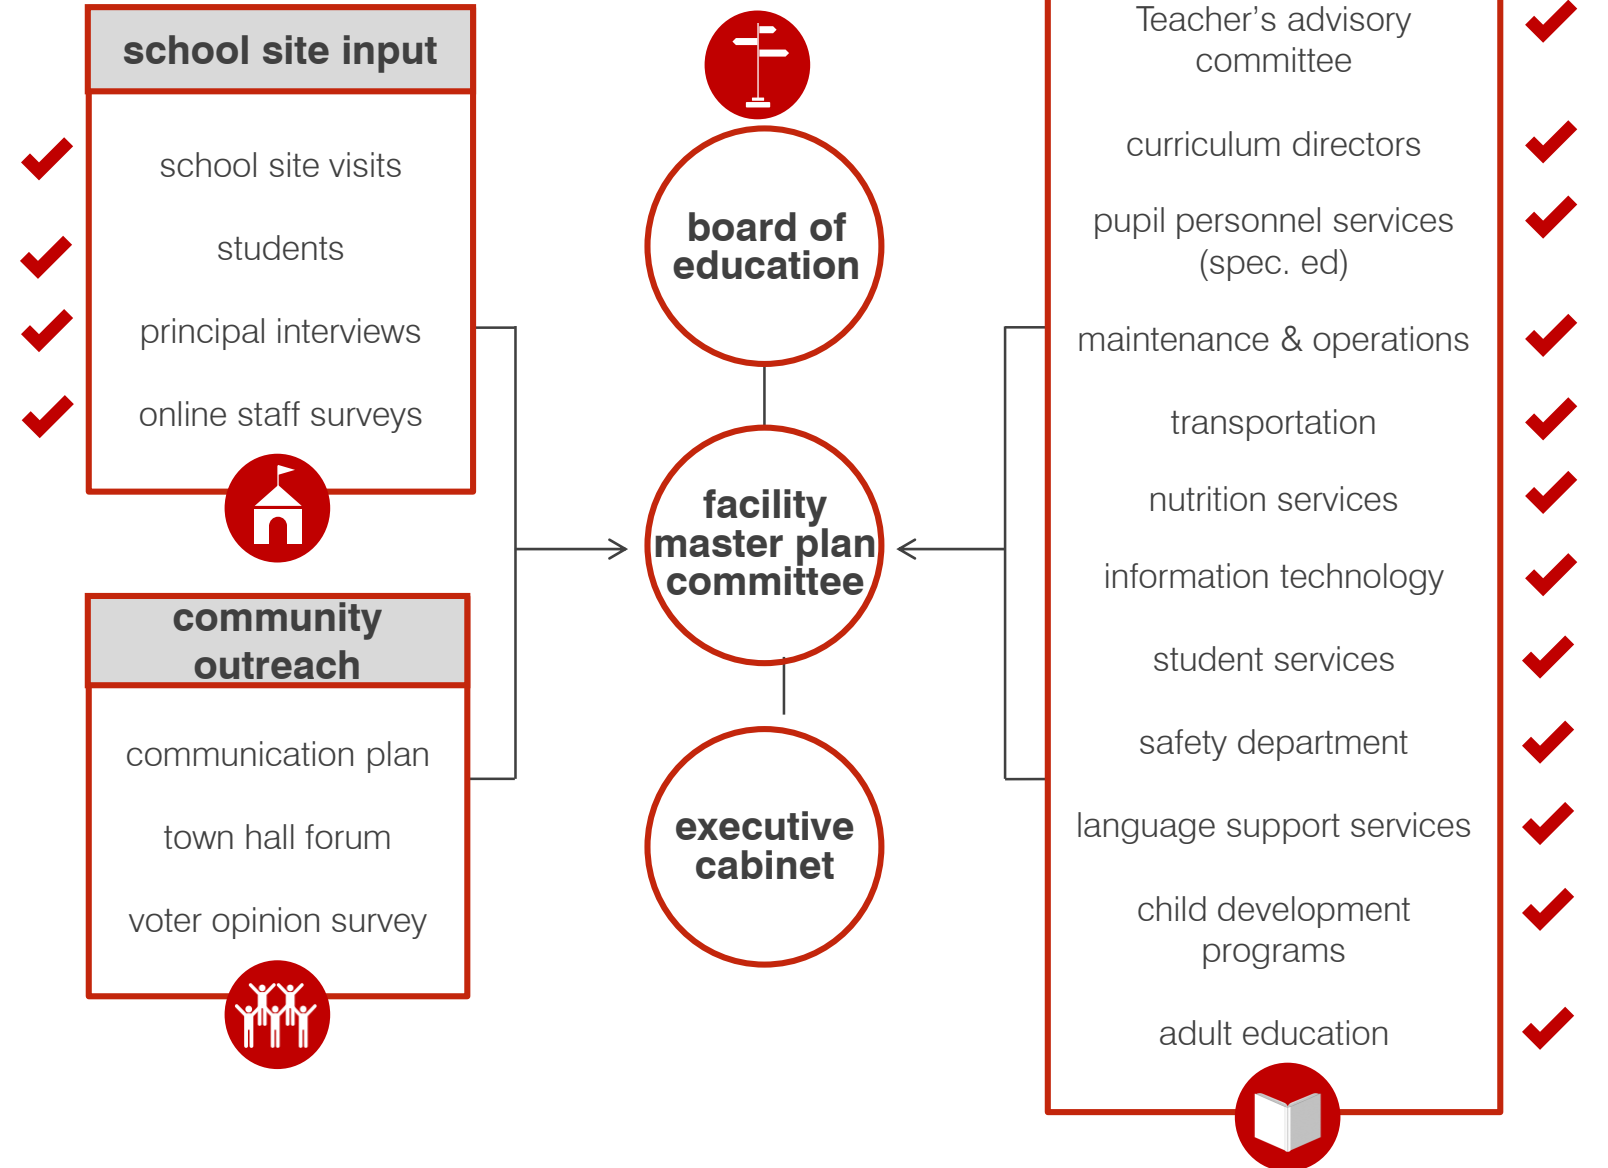 school site input
school site visits
students
principal interviews
online staff surveys
community
outreach
communication plan
town hall forum
voter opinion survey
board of
education
facility
master plan
committee
executive
cabinet
Teacher’s advisory
committee
curriculum directors
pupil personnel services
(spec. ed)
maintenance & operations
transportation
nutrition services
information technology
student services
safety department
language support services
child development
programs
adult education